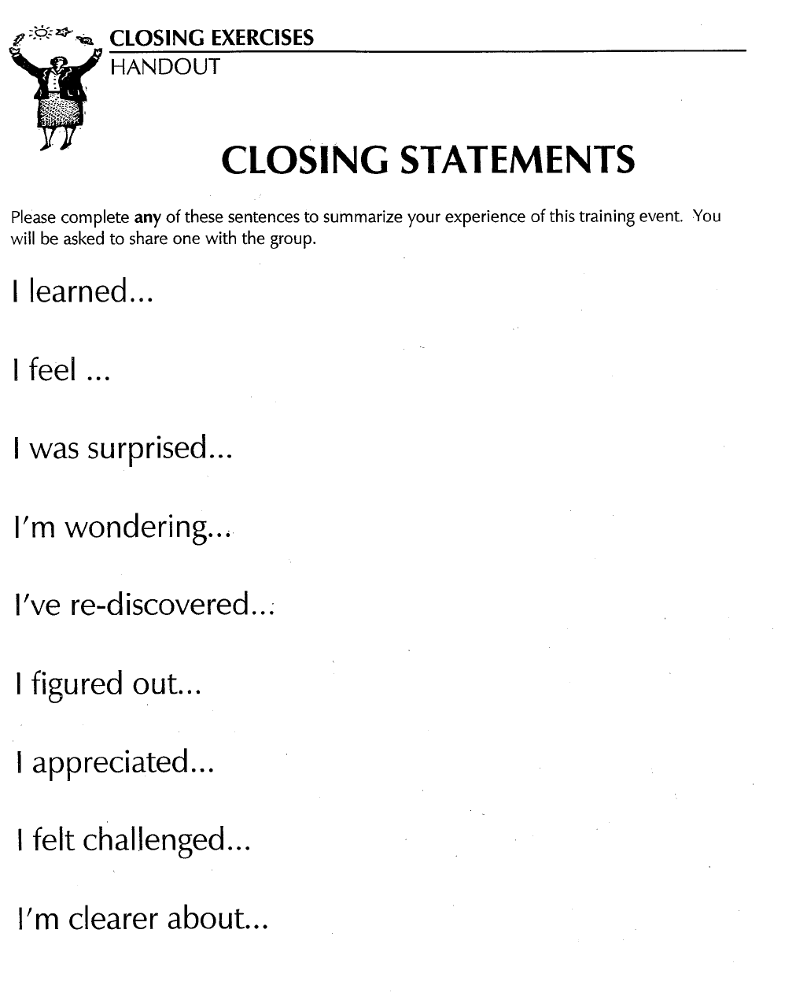 CLOSING EXERCISES
HANDOUT
CLOSING STATEMENTS
Please complete any of these sentences to summarize your experience of this training event. You
will be asked to share one with the group.
I learned...
I feel ...
I was surprised...
I'm wondering...
I've re-discovered...
I figured out...
I appreciated...
I felt challenged...
I'm clearer about...